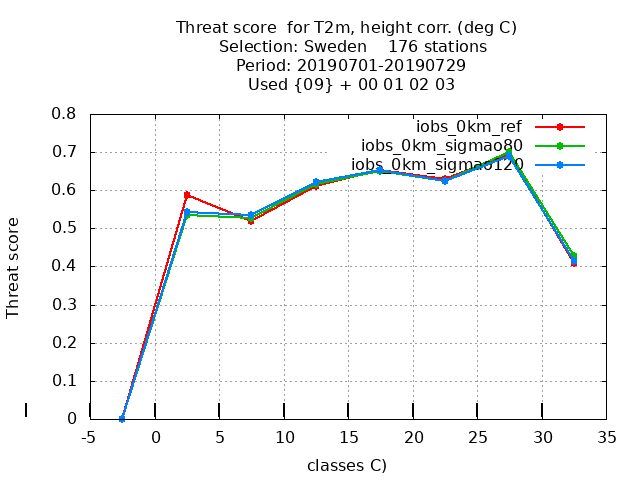 Threat score  for T2m, height corr. (deg C)
Selection: Sweden    176 stations
Period: 20190701-20190729
Used {09} + 00 01 02 03
iobs_0km_ref
iobs_0km_sigmao80
iobs_0km_sigmao120
0.8
0.7
0.6
0.5
0.4
0.3
0.2
0.1
0
Threat score
-5 0 5 10 15 20 25 30 35
classes C)